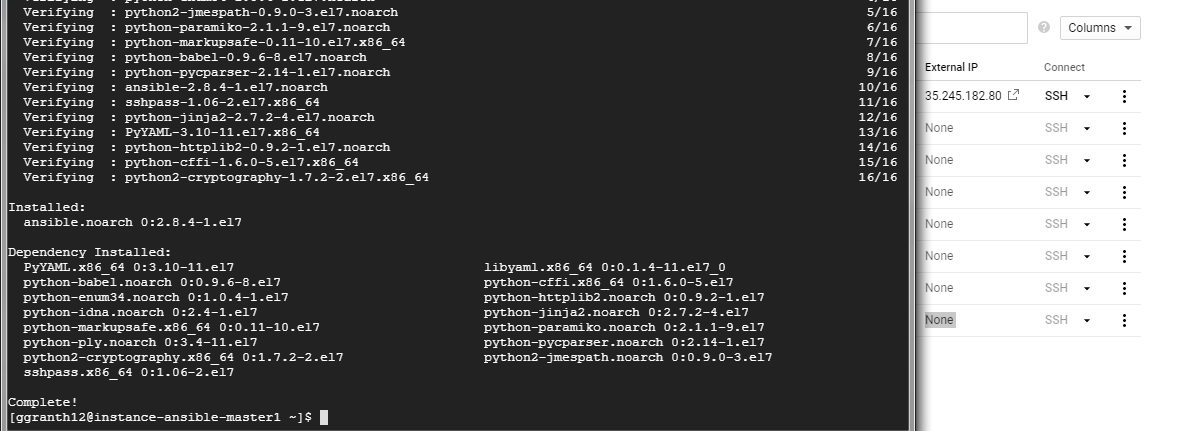 Verifying : python2-jmespath-0.9.0-3.el7.noarch 5/16
Verifying : python-paramiko-2.1.1-9.el7.noarch 6/16
Verifying : python-markupsafe-0.11-10.el7.x86_64 7/16
Verifying : python-babel-0.9.6-8.el7.noarch 8/16
Verifying : python-pycparser-2.14-1.el7.noarch 9/16
Verifying : ansible-2.8.4-1.el7.noarch 10/16
Verifying : sshpass-1.06-2.el7.x86_64 11/16
Verifying : python-jinja2-2.7.2-4.el7.noarch 12/16
Verifying : PyYAML-3.10-11.el7.x86_64 13/16
Verifying : python-httplib2-0.9.2-1.el7.noarch 14/16
Verifying : python-cffi-1.6.0-5.el7.x86_64 15/16
Verifying : python2-cryptography-1.7.2-2.el7.x86_64 16/16
Installed:
ansible.noarch 0:2.8.4-1.el7
Dependency Installed:
PyYAML.x86_64 0:3.10-11.el7 libyaml.x86_64 0:0.1.4-11.el7_0
python-babel.noarch 0:0.9.6-8.el7 python-cffi.x86_64 0:1.6.0-5.el7
python-enum34.noarch 0:1.0.4-1.el7 python-httplib2.noarch 0:0.9.2-1.el7
python-idna.noarch 0:2.4-1.el7 python-jinja2.noarch 0:2.7.2-4.el7
python-markupsafe.x86_64 0:0.11-10.el7 python-paramiko.noarch 0:2.1.1-9.el7
python-ply.noarch 0:3.4-11.el7 python-pycparser.noarch 0:2.14-1.el7
python2-cryptography.x86_64 0:1.7.2-2.el7 python2-jmespath.noarch 0:0.9.0-3.el7
sshpass.x86_64 0:1.06-2.el7
Complete!
[ggranth12@instance-ansible-master1 ~]$
? Columns
External IP Connect
35.245.182.80 SSH
None SSH
None SSH
None SSH
None SSH
None SSH
None SSH
None SSH